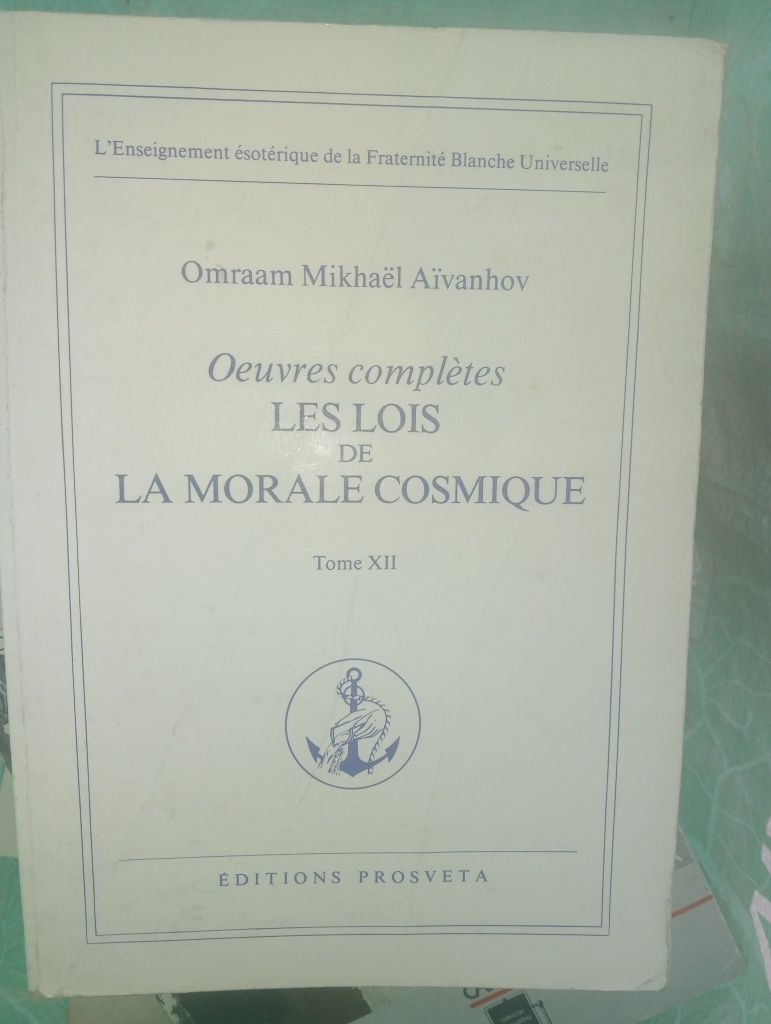 L'Enseignement ésotérique de la Fraternité Blanche Universelle
Omraam Mikhaël Aïvanhov
Oeuvres complètes
LES LOIS
DE
LA MORALE COSMIQUE
Tome XII
ÉDITIONS PROSVETA